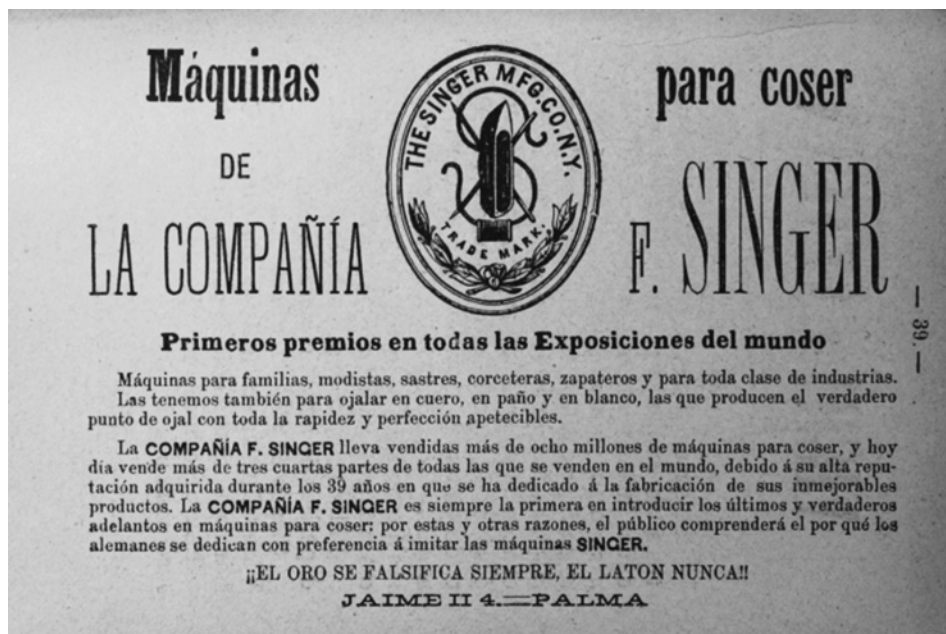 Máquinas para coser
THE SINGER MFG. CO. N.Y.
TRADE MARK.
DE
LA COMPAÑÍA F. SINGER
Primeros premios en todas las Exposiciones del mundo
— 39.—
Máquinas para familias, modistas, sastres, corceteras, zapateros y para toda clase de industrias.
Las tenemos también para ojalar en cuero, en paño y en blanco, las que producen el verdadero
punto de ojal con toda la rapidez y perfección apetecibles.
La COMPAÑÍA F. SINGER lleva vendidas más de ocho millones de máquinas para coser, y hoy
día vende más de tres cuartas partes de todas las que se venden en el mundo, debido á su alta repu-
tación adquirida durante los 39 años en que se ha dedicado á la fabricación de sus inmejorables
productos. La COMPAÑÍA F. SINGER es siempre la primera en introducir los últimos y verdaderos
adelantos en máquinas para coser: por estas y otras razones, el público comprenderá el por qué los
alemanes se dedican con preferencia á imitar las máquinas SINGER.
¡¡EL ORO SE FALSIFICA SIEMPRE, EL LATON NUNCA!!
JAIME II 4.=PALMA